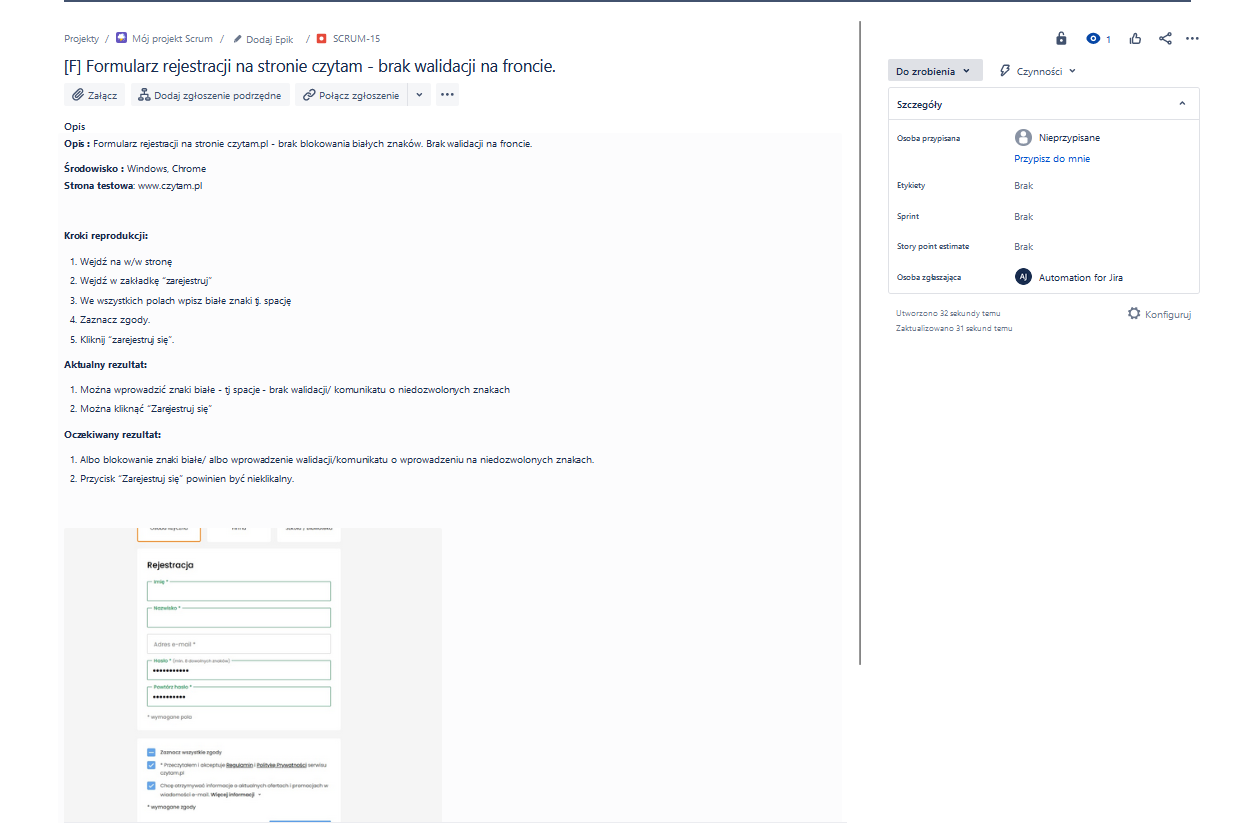 Projekty / Mój projekt Scrum / Dodaj Epik / SCRUM-15
1
[F] Formularz rejestracji na stronie czytam - brak walidacji na froncie.
Załącz Dodaj zgłoszenie podrzędne Połącz zgłoszenie
Do zrobienia Czynności
Szczegóły
Osoba przypisana Nieprzypisane
Przypisz do mnie
Etykiety Brak
Sprint Brak
Story point estimate Brak
Osoba zgłaszająca AJ Automation for Jira
Utworzono 32 sekundy temu
Zaktualizowano 31 sekund temu
Konfiguruj
Opis
Opis : Formularz rejestracji na stronie czytam.pl - brak blokowania białych znaków. Brak walidacji na froncie.
Środowisko : Windows, Chrome
Strona testowa: www.czytam.pl
Kroki reprodukcji:
1. Wejdź na w/w stronę
2. Wejdź w zakładkę “zarejestruj”
3. We wszystkich polach wpisz białe znaki tj. spację
4. Zaznacz zgody.
5. Kliknij “zarejestruj się”.
Aktualny rezultat:
1. Można wprowadzić znaki białe - tj spacje - brak walidacji/ komunikatu o niedozwolonych znakach
2. Można kliknąć “Zarejestruj się”
Oczekiwany rezultat:
1. Albo blokowanie znaki białe/ albo wprowadzenie walidacji/komunikatu o wprowadzeniu na niedozwolonych znakach.
2. Przycisk “Zarejestruj się” powinien być nieklikalny.
Rejestracja
Imię *
Nazwisko *
Adres e-mail *
Hasło * (min. 8 dowolnych znaków)
Powtórz hasło *
* wymagane pola
Zaznacz wszystkie zgody
* Przeczytałem i akceptuję Regulamin i Politykę Prywatności serwisu
czytam.pl
Chcę otrzymywać informacje o aktualnych ofertach i promocjach w
wiadomości e-mail. Więcej informacji
* wymagane zgody